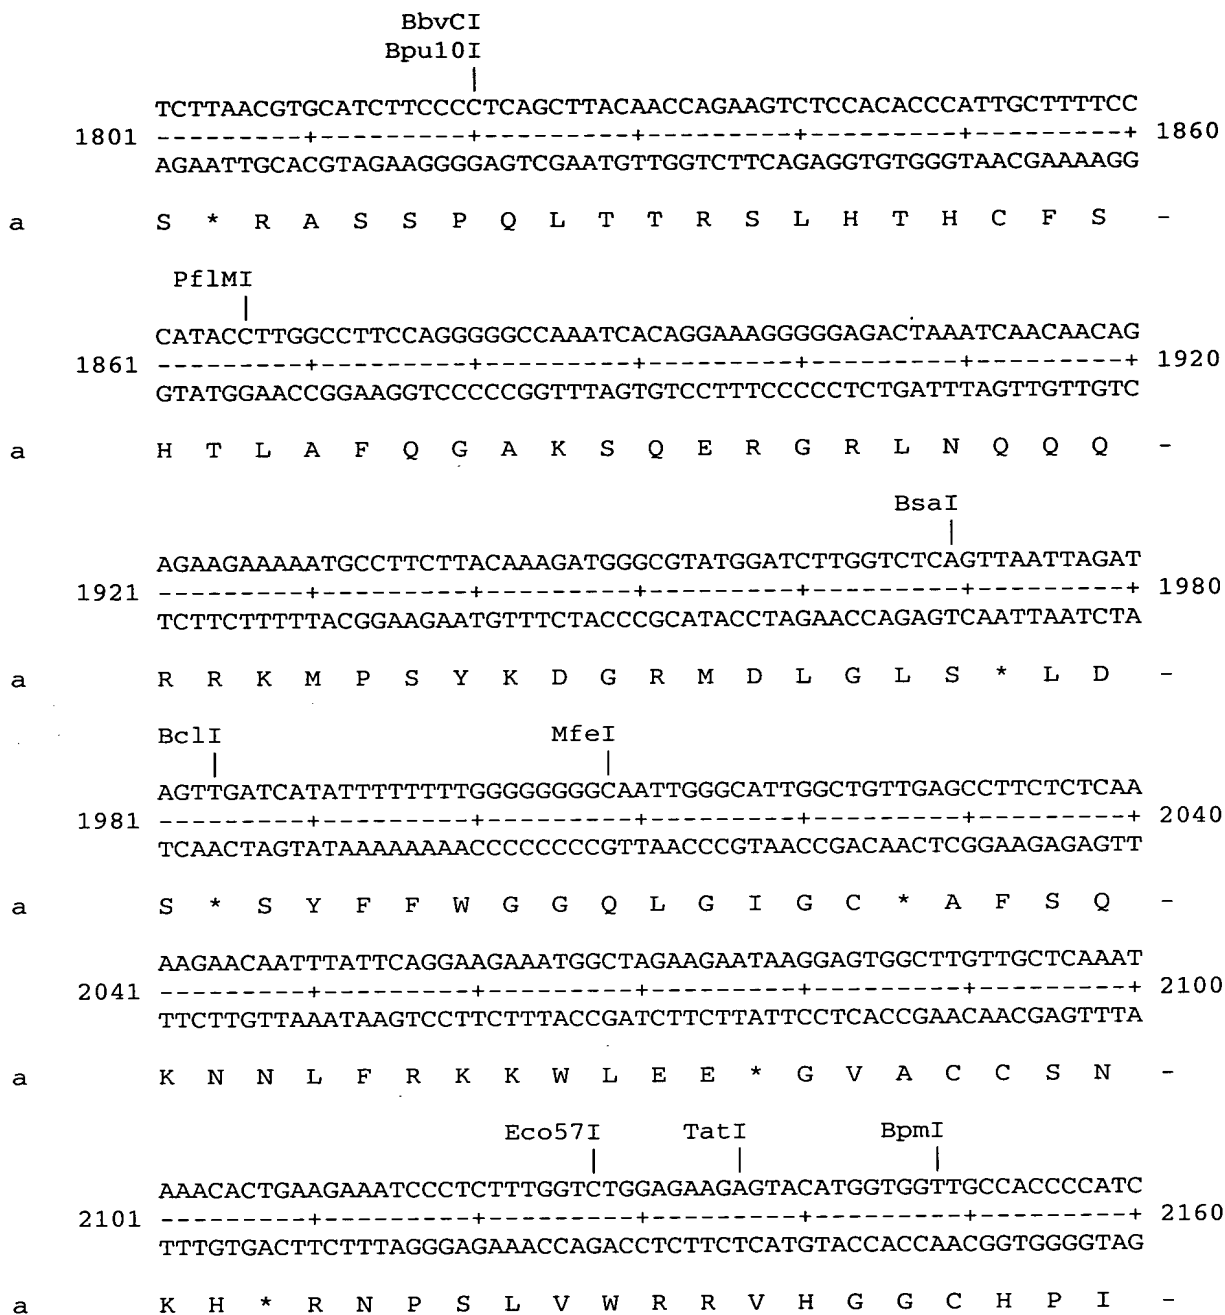 BbvCI
Bpu10I
TCTTAACGTGCATCTTCCCCTCAGCTTACAACCAGAAGTCTCCACACCCATTGCTTTTCC
1801 ---------+---------+---------+---------+---------+---------+ 1860
AGAATTGCACGTAGAAGGGGAGTCGAATGTTGGTCTTCAGAGGTGTGGGTAACGAAAAGG
a S * R A S S P Q L T T R S L H T H C F S -
PflMI
CATACCTTGGCCTTCCAGGGGGCCAAATCACAGGAAAGGGGGAGACTAAATCAACAACAG
1861 ---------+---------+---------+---------+---------+---------+ 1920
GTATGGAACCGGAAGGTCCCCCGGTTTAGTGTCCTTTCCCCCTCTGATTTAGTTGTTGTC
a H T L A F Q G A K S Q E R G R L N Q Q Q -
BsaI
AGAAGAAAAATGCCTTCTTACAAAGATGGGCGTATGGATCTTGGTCTCAGTTAATTAGAT
1921 ---------+---------+---------+---------+---------+---------+ 1980
TCTTCTTTTTACGGAAGAATGTTTCTACCCGCATACCTAGAACCAGAGTCAATTAATCTA
a R R K M P S Y K D G R M D L G L S * L D -
BclI MfeI
AGTTGATCATATTTTTTTTGGGGGGGGCAATTGGGCATTGGCTGTTGAGCCTTCTCTCAA
1981 ---------+---------+---------+---------+---------+---------+ 2040
TCAACTAGTATAAAAAAAACCCCCCCCGTTAACCCGTAACCGACAACTCGGAAGAGAGTT
a S * S Y F F W G G Q L G I G C * A F S Q -
AAGAACAATTTATTCAGGAAGAAATGGCTAGAAGAATAAGGAGTGGCTTGTTGCTCAAAT
2041 ---------+---------+---------+---------+---------+---------+ 2100
TTCTTGTTAAATAAGTCCTTCTTTACCGATCTTCTTATTCCTCACCGAACAACGAGTTTA
a K N N L F R K K W L E E * G V A C C S N -
Eco57I TatI BpmI
AAACACTGAAGAAATCCCTCTTTGGTCTGGAGAAGAGTACATGGTGGTTGCCACCCCATC
2101 ---------+---------+---------+---------+---------+---------+ 2160
TTTGTGACTTCTTTAGGGAGAAACCAGACCTCTTCTCATGTACCACCAACGGTGGGGTAG
a K H * R N P S L V W R R V H G G C H P I -